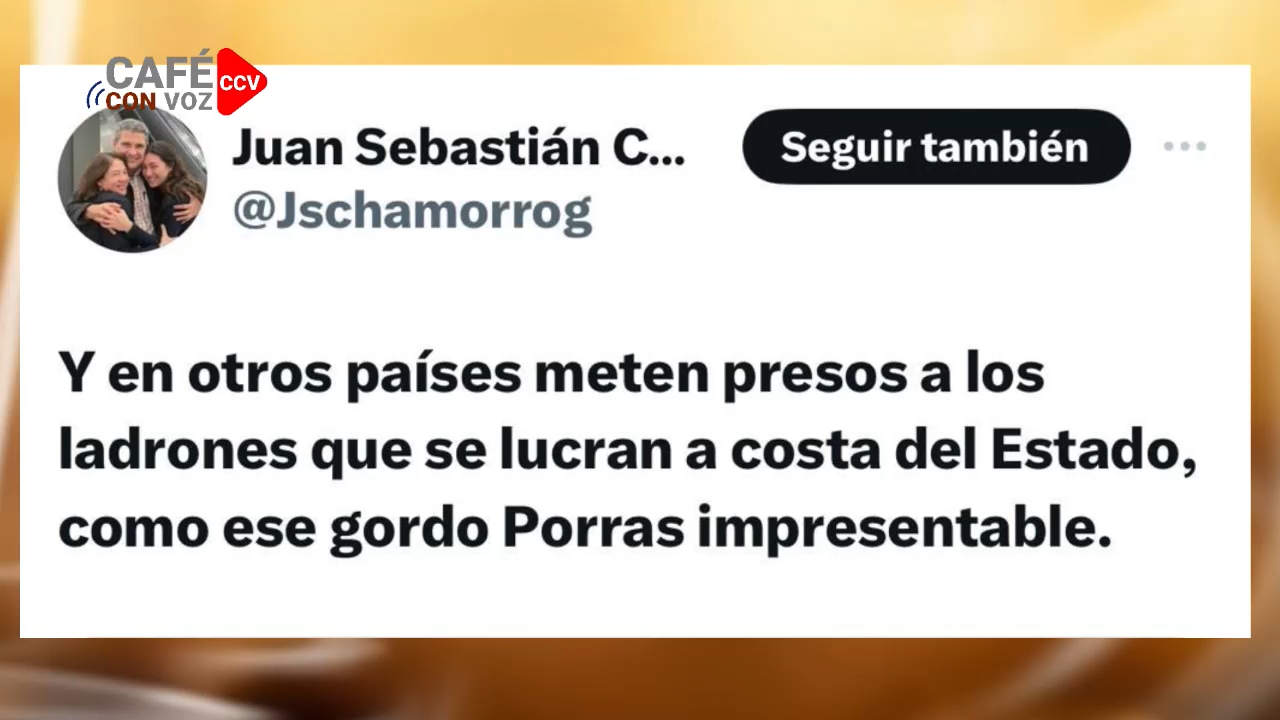 CAFÉ
CON VOZ
CCV
Juan Sebastián C...
@Jschamorrog
Seguir también
Y en otros países meten presos a los
ladrones que se lucran a costa del Estado,
como ese gordo Porras impresentable.